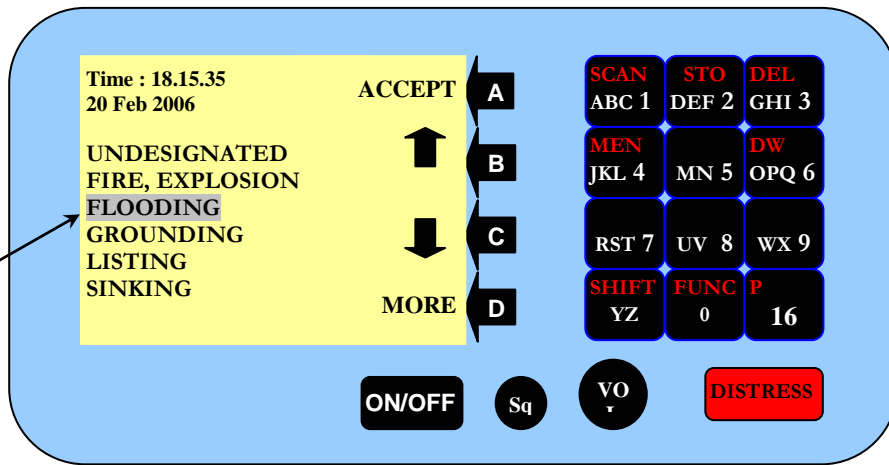 Time : 18.15.35
20 Feb 2006
ACCEPT
A
UNDESIGNATED
FIRE, EXPLOSION
FLOODING
GROUNDING
LISTING
SINKING
B
C
MORE
D
SCAN STO DEL
ABC 1 DEF 2 GHI 3
MEN DW
JKL 4 MN 5 OPQ 6
RST 7 UV 8 WX 9
SHIFT FUNC P
YZ 0 16
ON/OFF
Sq
VO
DISTRESS